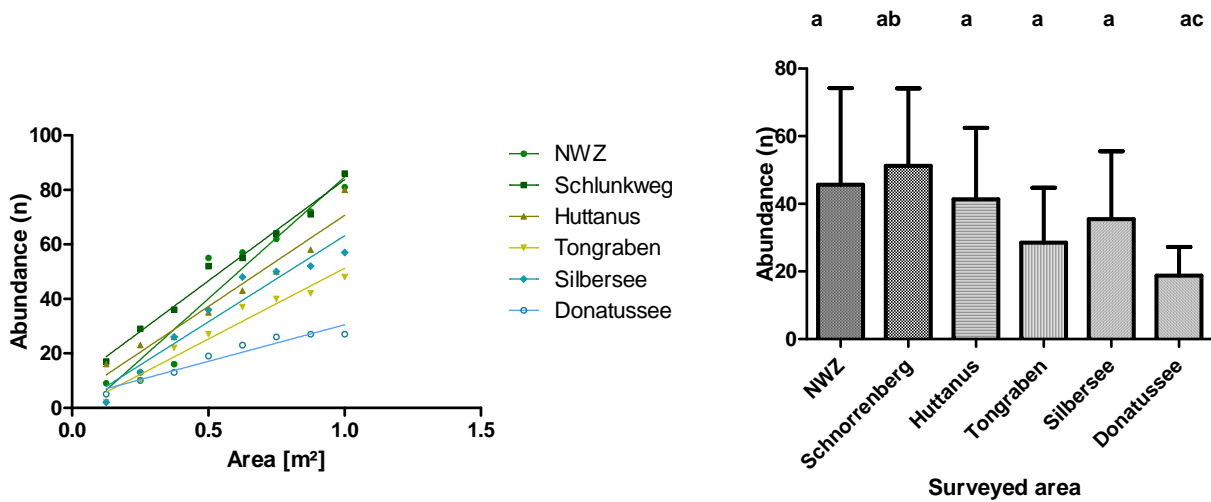 100
80
60
40
20
0
Abundance (n)
0.0 0.5 1.0 1.5
Area [m²]
NWZ
Schlunkweg
Huttanus
Tongraben
Silbersee
Donatussee
a ab a a a ac
80
60
40
20
0
Abundance (n)
NWZ
Schnorrenberg
Huttanus
Tongraben
Silbersee
Donatussee
Surveyed area